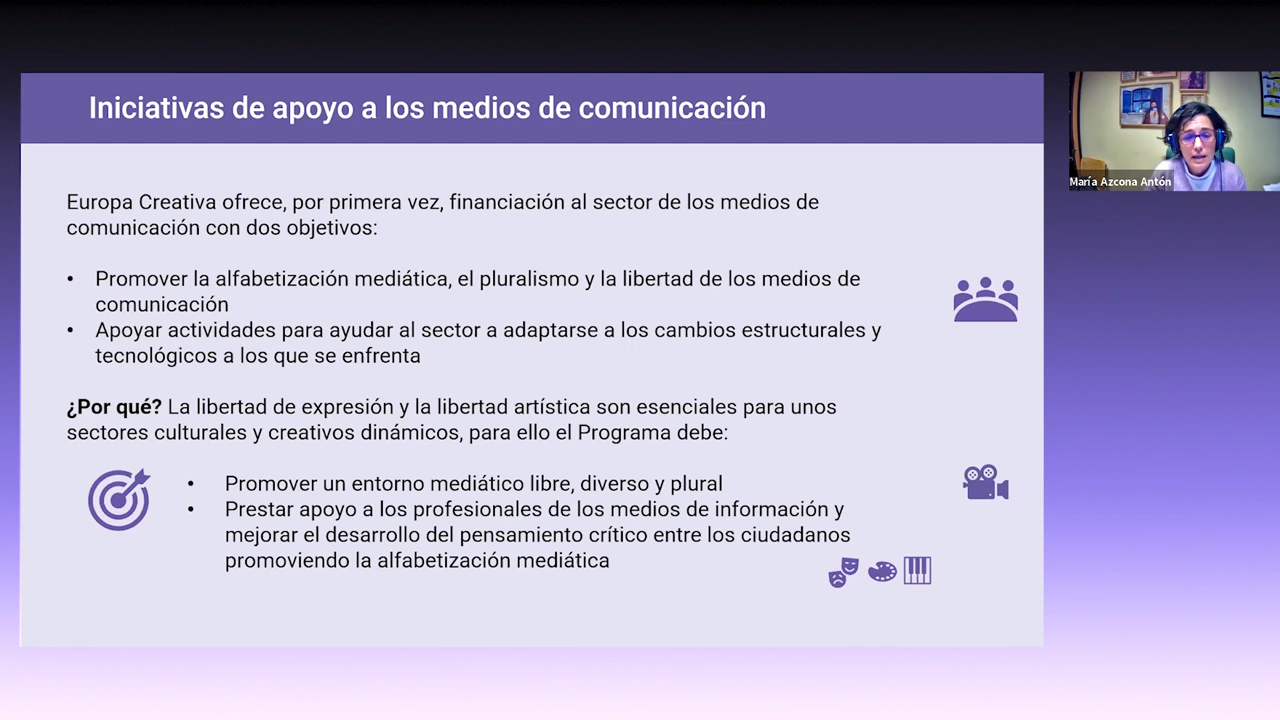 Iniciativas de apoyo a los medios de comunicación
María Azcona Antón
Europa Creativa ofrece, por primera vez, financiación al sector de los medios de
comunicación con dos objetivos:
• Promover la alfabetización mediática, el pluralismo y la libertad de los medios de
comunicación
• Apoyar actividades para ayudar al sector a adaptarse a los cambios estructurales y
tecnológicos a los que se enfrenta
¿Por qué? La libertad de expresión y la libertad artística son esenciales para unos
sectores culturales y creativos dinámicos, para ello el Programa debe:
• Promover un entorno mediático libre, diverso y plural
• Prestar apoyo a los profesionales de los medios de información y
mejorar el desarrollo del pensamiento crítico entre los ciudadanos
promoviendo la alfabetización mediática